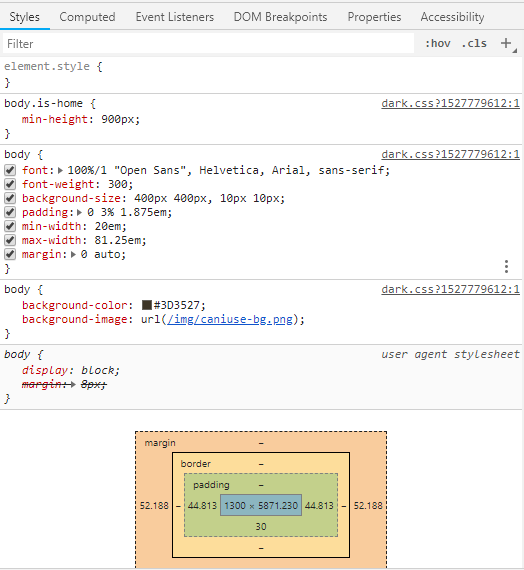 Styles Computed Event Listeners DOM Breakpoints Properties Accessibility
Filter :hov .cls +
element.style {
}
body.is-home { dark.css?1527779612:1
min-height: 900px;
}
body { dark.css?1527779612:1
font: 100%/1 "Open Sans", Helvetica, Arial, sans-serif;
font-weight: 300;
background-size: 400px 400px, 10px 10px;
padding: 0 3% 1.875em;
min-width: 20em;
max-width: 81.25em;
margin: 0 auto;
}
body { dark.css?1527779612:1
background-color: #3D3527;
background-image: url(/img/caniuse-bg.png);
}
body { user agent stylesheet
display: block;
margin: 8px;
}
margin –
border –
padding –
52.188 – 44.813 1300 × 5871.230 44.813 – 52.188
30
–